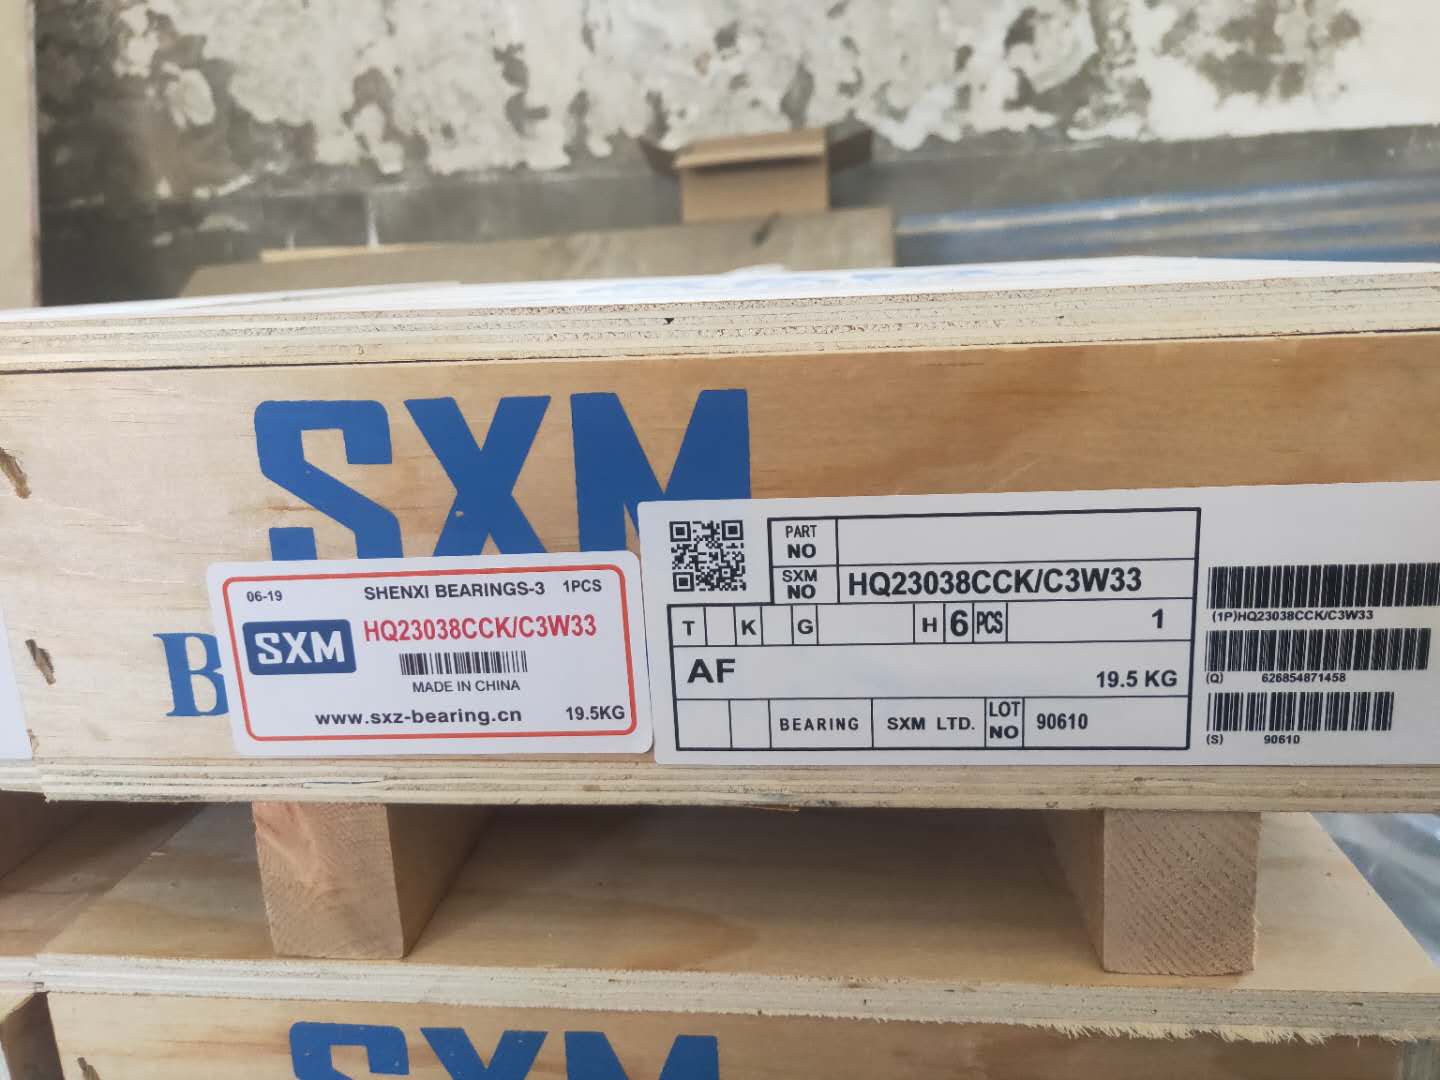 SXM
B
06-19 SHENXI BEARINGS-3 1PCS
SXM HQ23038CCK/C3W33
MADE IN CHINA
www.sxz-bearing.cn 19.5KG
PART NO
SXM NO HQ23038CCK/C3W33
T K G H 6 PCS 1
AF 19.5 KG
BEARING SXM LTD. LOT NO 90610
(1P)HQ23038CCK/C3W33
(Q) 626854871458
(S) 90610
SXM